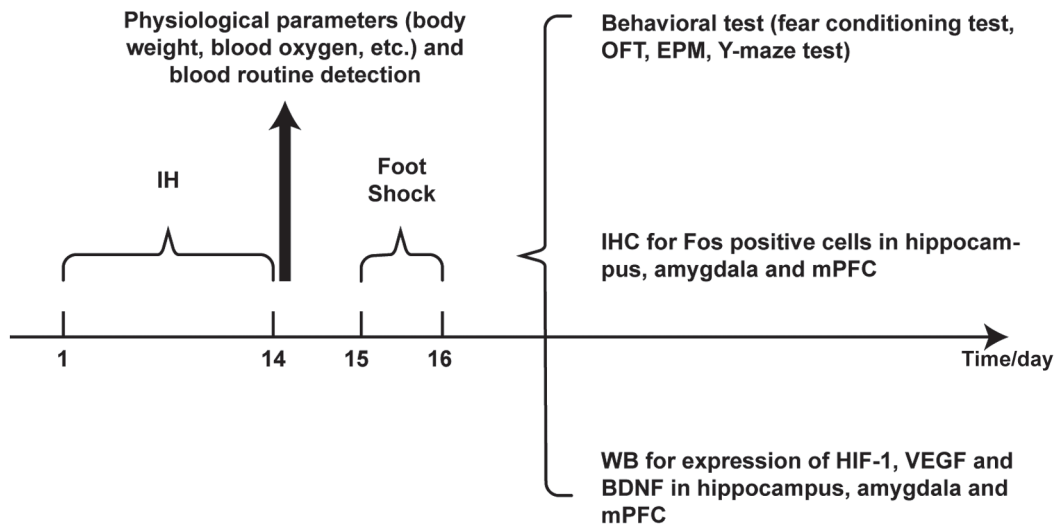 Physiological parameters (body
weight, blood oxygen, etc.) and
blood routine detection
IH
Foot
Shock
1
14
15
16
Time/day
Behavioral test (fear conditioning test,
OFT, EPM, Y-maze test)
IHC for Fos positive cells in hippocam-
pus, amygdala and mPFC
WB for expression of HIF-1, VEGF and
BDNF in hippocampus, amygdala and
mPFC